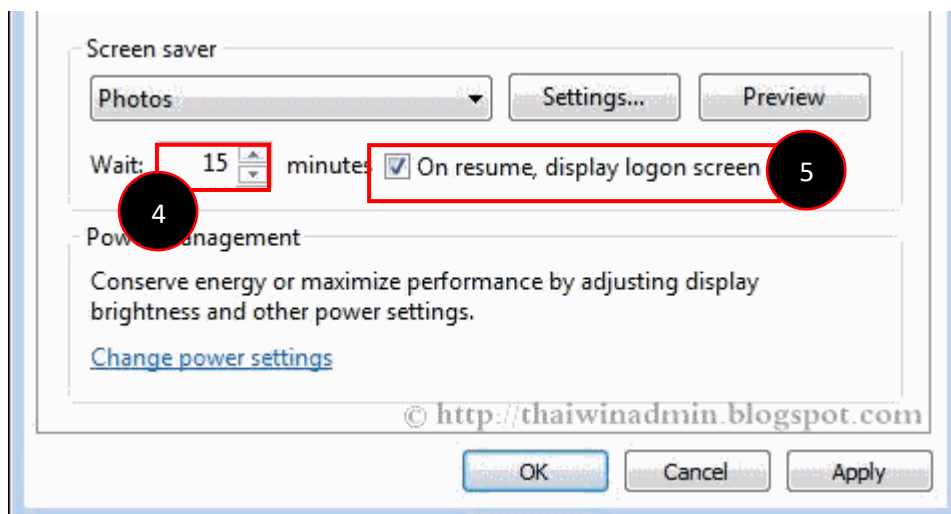 Screen saver
Photos Settings... Preview
Wait: 15 minutes On resume, display logon screen 5
4
Pow anagement
Conserve energy or maximize performance by adjusting display
brightness and other power settings.
Change power settings
© http://thaiwinadmin.blogspot.com
OK Cancel Apply